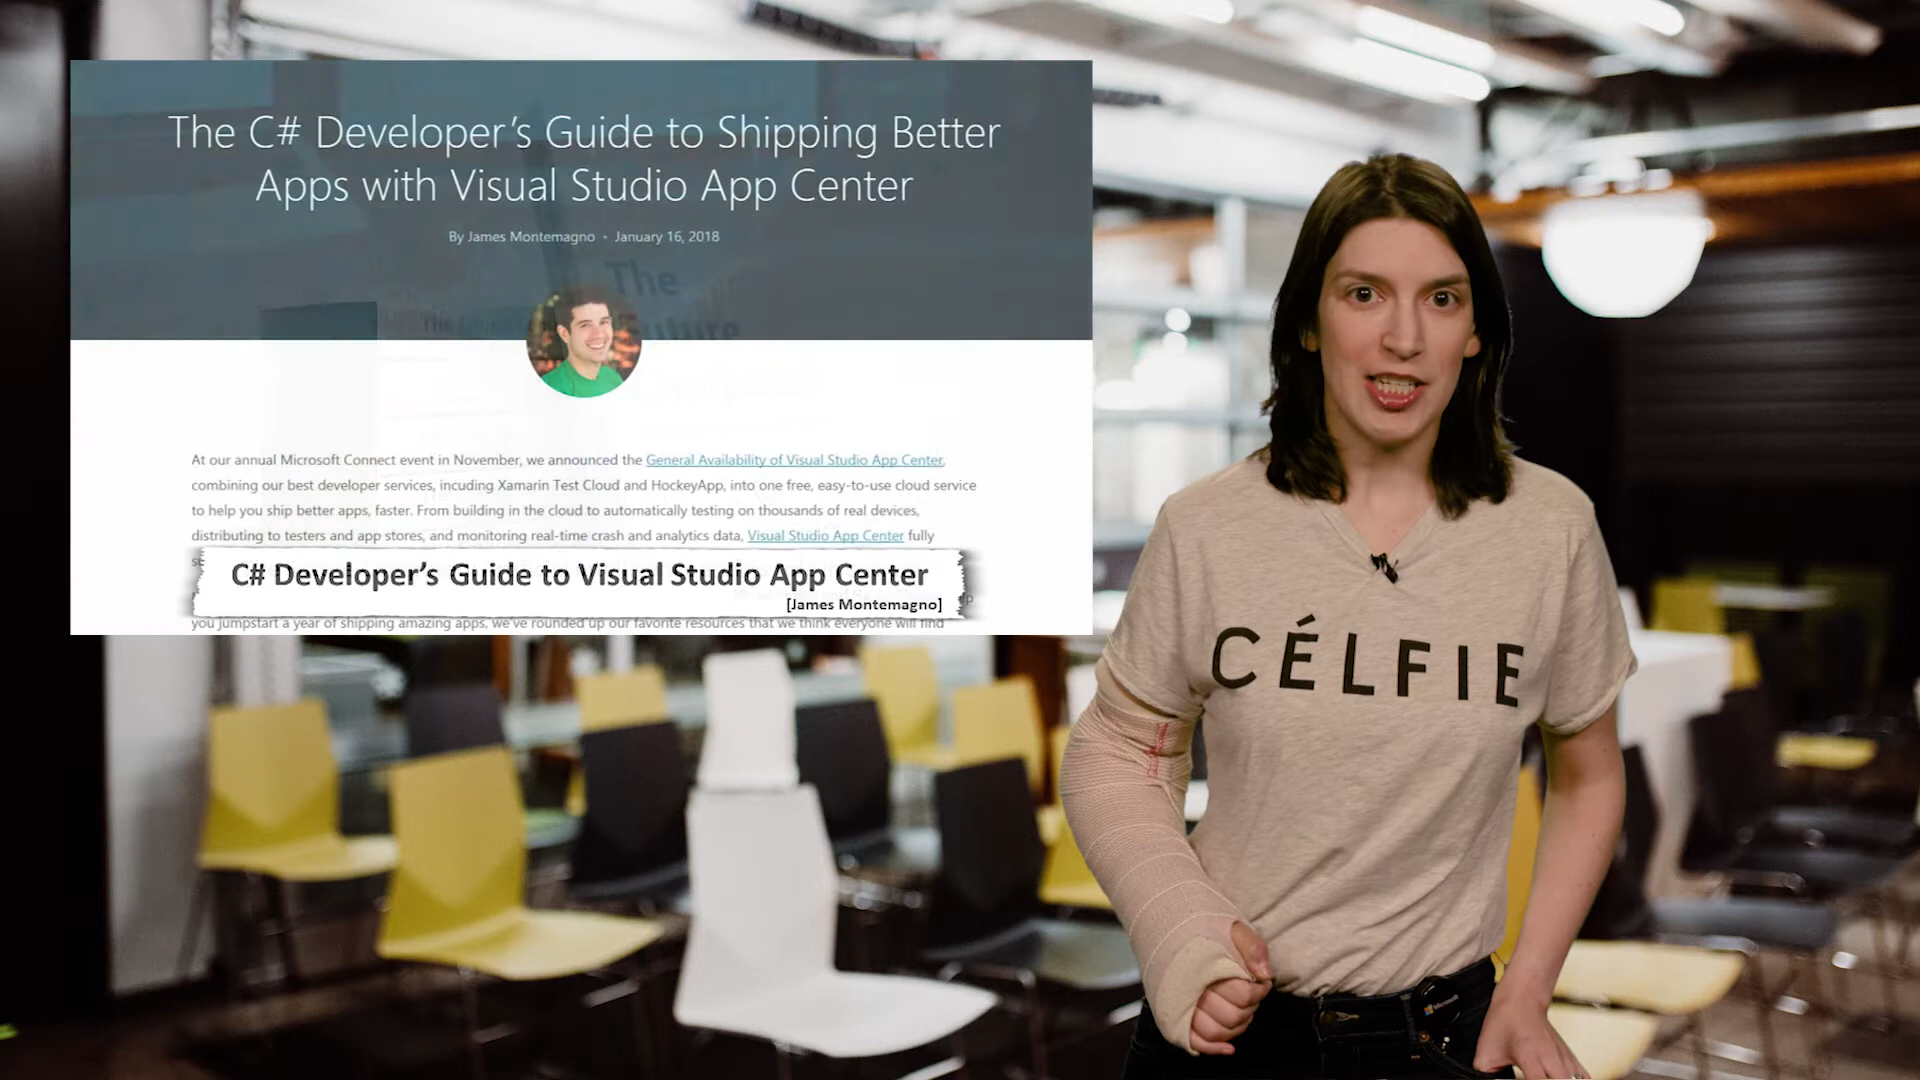 The C# Developer's Guide to Shipping Better
Apps with Visual Studio App Center
By James Montemagno • January 16, 2018
The
At our annual Microsoft Connect event in November, we announced the General Availability of Visual Studio App Center,
combining our best developer services, incuding Xamarin Test Cloud and HockeyApp, into one free, easy-to-use cloud service
to help you ship better apps, faster. From building in the cloud to automatically testing on thousands of real devices,
distributing to testers and app stores, and monitoring real-time crash and analytics data, Visual Studio App Center fully
C# Developer's Guide to Visual Studio App Center
[James Montemagno]
you jumpstart a year of shipping amazing apps, we've rounded up our favorite resources that we think everyone will find
CÉLFIE
Microsoft